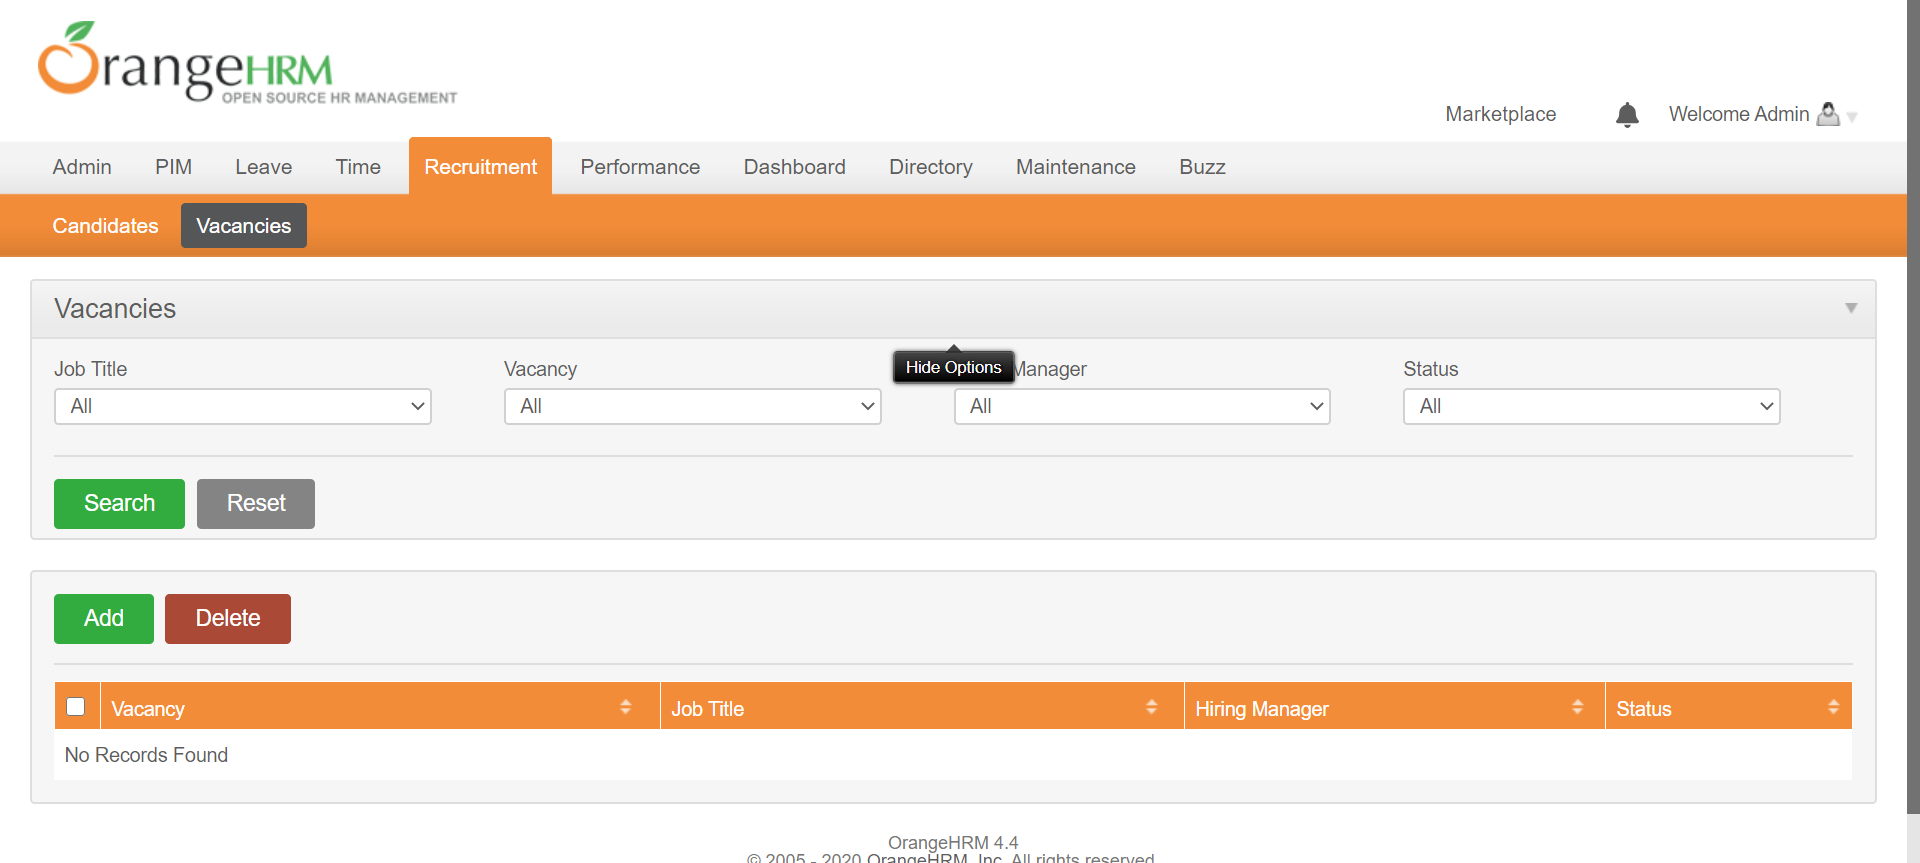 OrangeHRM
OPEN SOURCE HR MANAGEMENT
Marketplace
Welcome Admin
Admin PIM Leave Time Recruitment Performance Dashboard Directory Maintenance Buzz
Candidates Vacancies
Vacancies
Job Title Vacancy Manager Status
Hide Options
All All All All
Search Reset
Add Delete
Vacancy Job Title Hiring Manager Status
No Records Found
OrangeHRM 4.4
© 2005 - 2020 OrangeHRM, Inc. All rights reserved.